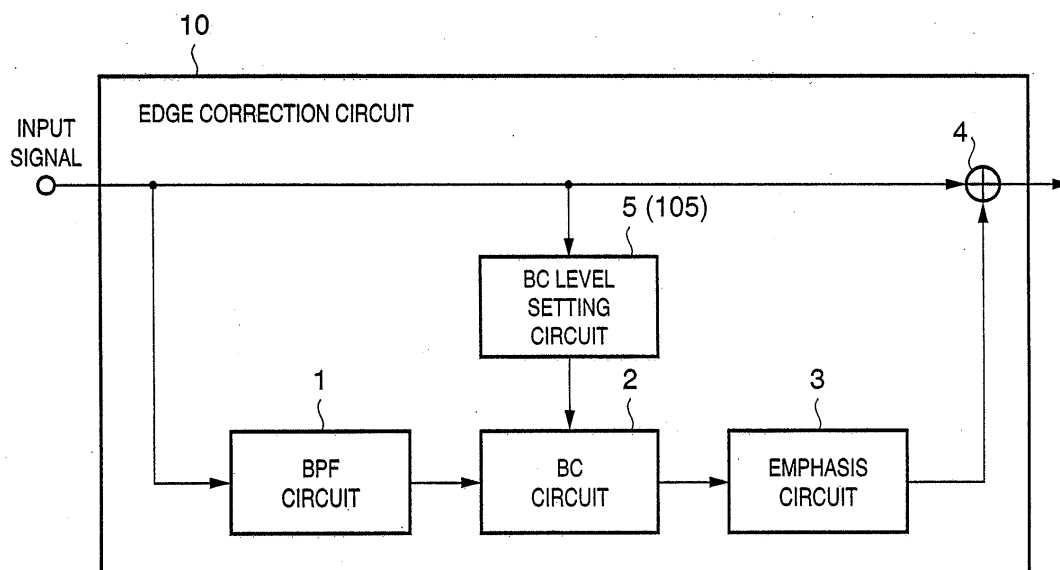 10
EDGE CORRECTION CIRCUIT
INPUT
SIGNAL
4
5 (105)
BC LEVEL
SETTING
CIRCUIT
1
2
3
BPF
CIRCUIT
BC
CIRCUIT
EMPHASIS
CIRCUIT